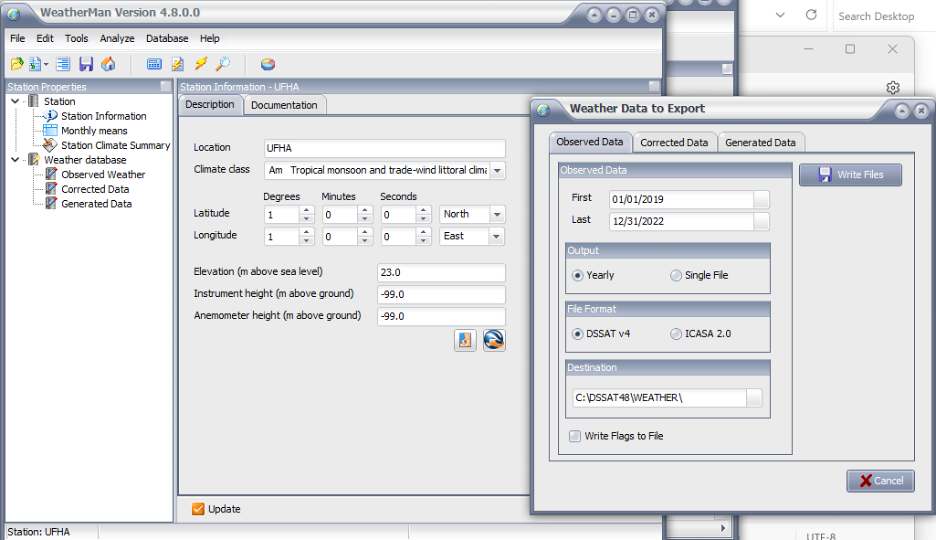 WeatherMan Version 4.8.0.0
File Edit Tools Analyze Database Help
Station Properties
Station
Station Information
Monthly means
Station Climate Summary
Weather database
Observed Weather
Corrected Data
Generated Data
Station Information - UFHA
Description Documentation
Location UFHA
Climate class Am Tropical monsoon and trade-wind littoral clima
Degrees Minutes Seconds
Latitude 1 0 0 North
Longitude 1 0 0 East
Elevation (m above sea level) 23.0
Instrument height (m above ground) -99.0
Anemometer height (m above ground) -99.0
Update
Station: UFHA
Search Desktop
Weather Data to Export
Observed Data Corrected Data Generated Data
Observed Data
First 01/01/2019
Last 12/31/2022
Output
Yearly Single File
File Format
DSSAT v4 ICASA 2.0
Destination
C:\DSSAT48\WEATHER\
Write Flags to File
Write Files
Cancel
UTF-8